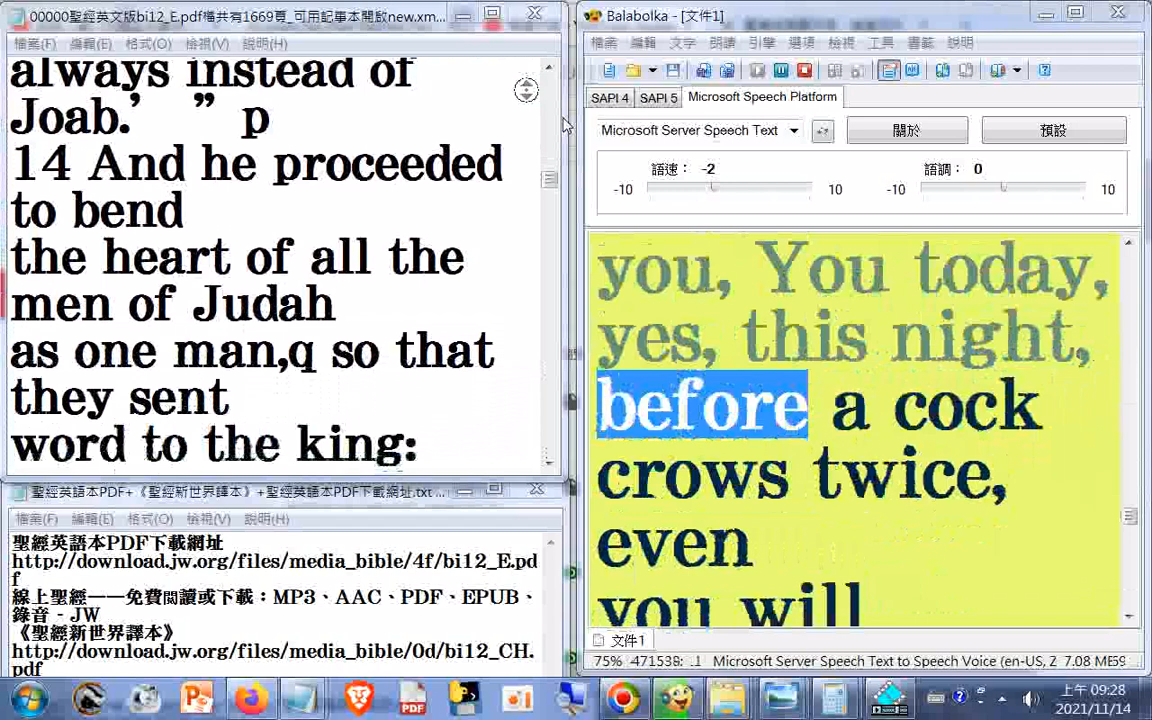 00000聖經英文版bi12_E.pdf檔共有1669頁_可用記事本開啟new.xm...
檔案(F) 編輯(E) 格式(O) 檢視(V) 說明(H)
always instead of
Joab.’ ” p
14 And he proceeded
to bend
the heart of all the
men of Judah
as one man,q so that
they sent
word to the king:
聖經英語本PDF+《聖經新世界譯本》+聖經英語本PDF下載網址.txt ...
檔案(F) 編輯(E) 格式(O) 檢視(V) 說明(H)
聖經英語本PDF下載網址
http://download.jw.org/files/media_bible/4f/bi12_E.pd
f
線上聖經──免費閱讀或下載：MP3、AAC、PDF、EPUB、
錄音 - JW
《聖經新世界譯本》
http://download.jw.org/files/media_bible/0d/bi12_CH.
pdf
Balabolka - [文件1]
檔案 編輯 文字 朗讀 引擎 選項 檢視 工具 書籤 說明
SAPI 4 SAPI 5 Microsoft Speech Platform
Microsoft Server Speech Text 關於 預設
語速： -2 語調： 0
-10 10 -10 10
you, You today,
yes, this night,
before a cock
crows twice,
even
you will
文件1
75% 471538: .1 Microsoft Server Speech Text to Speech Voice (en-US, 2 7.08 ME59
PDF
上午 09:28
2021/11/14